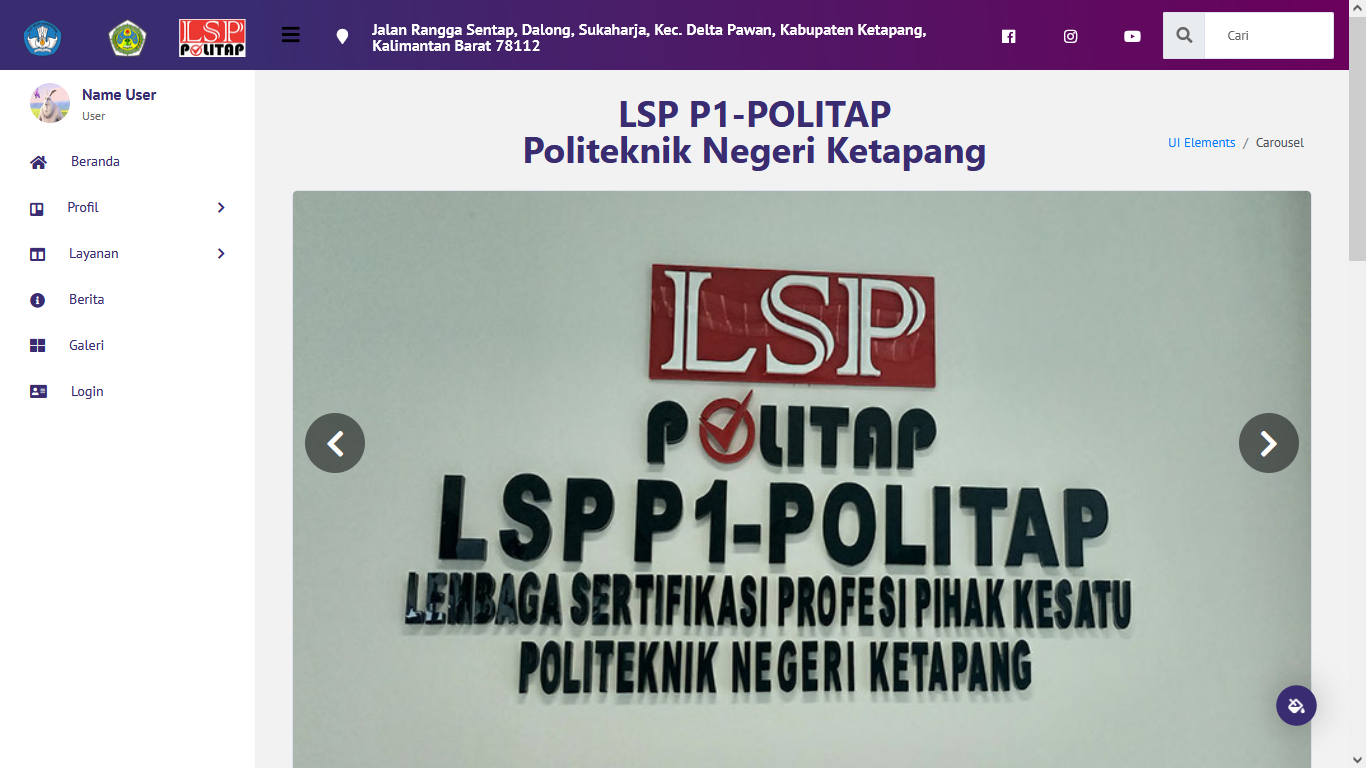 LSP
POLITAP
Jalan Rangga Sentap, Dalong, Sukaharja, Kec. Delta Pawan, Kabupaten Ketapang,
Kalimantan Barat 78112
Cari
Name User
User
Beranda
Profil
Layanan
Berita
Galeri
Login
LSP P1-POLITAP
Politeknik Negeri Ketapang
UI Elements / Carousel
LSP
POLITAP
LSP P1-POLITAP
LEMBAGA SERTIFIKASI PROFESI PIHAK KESATU
POLITEKNIK NEGERI KETAPANG